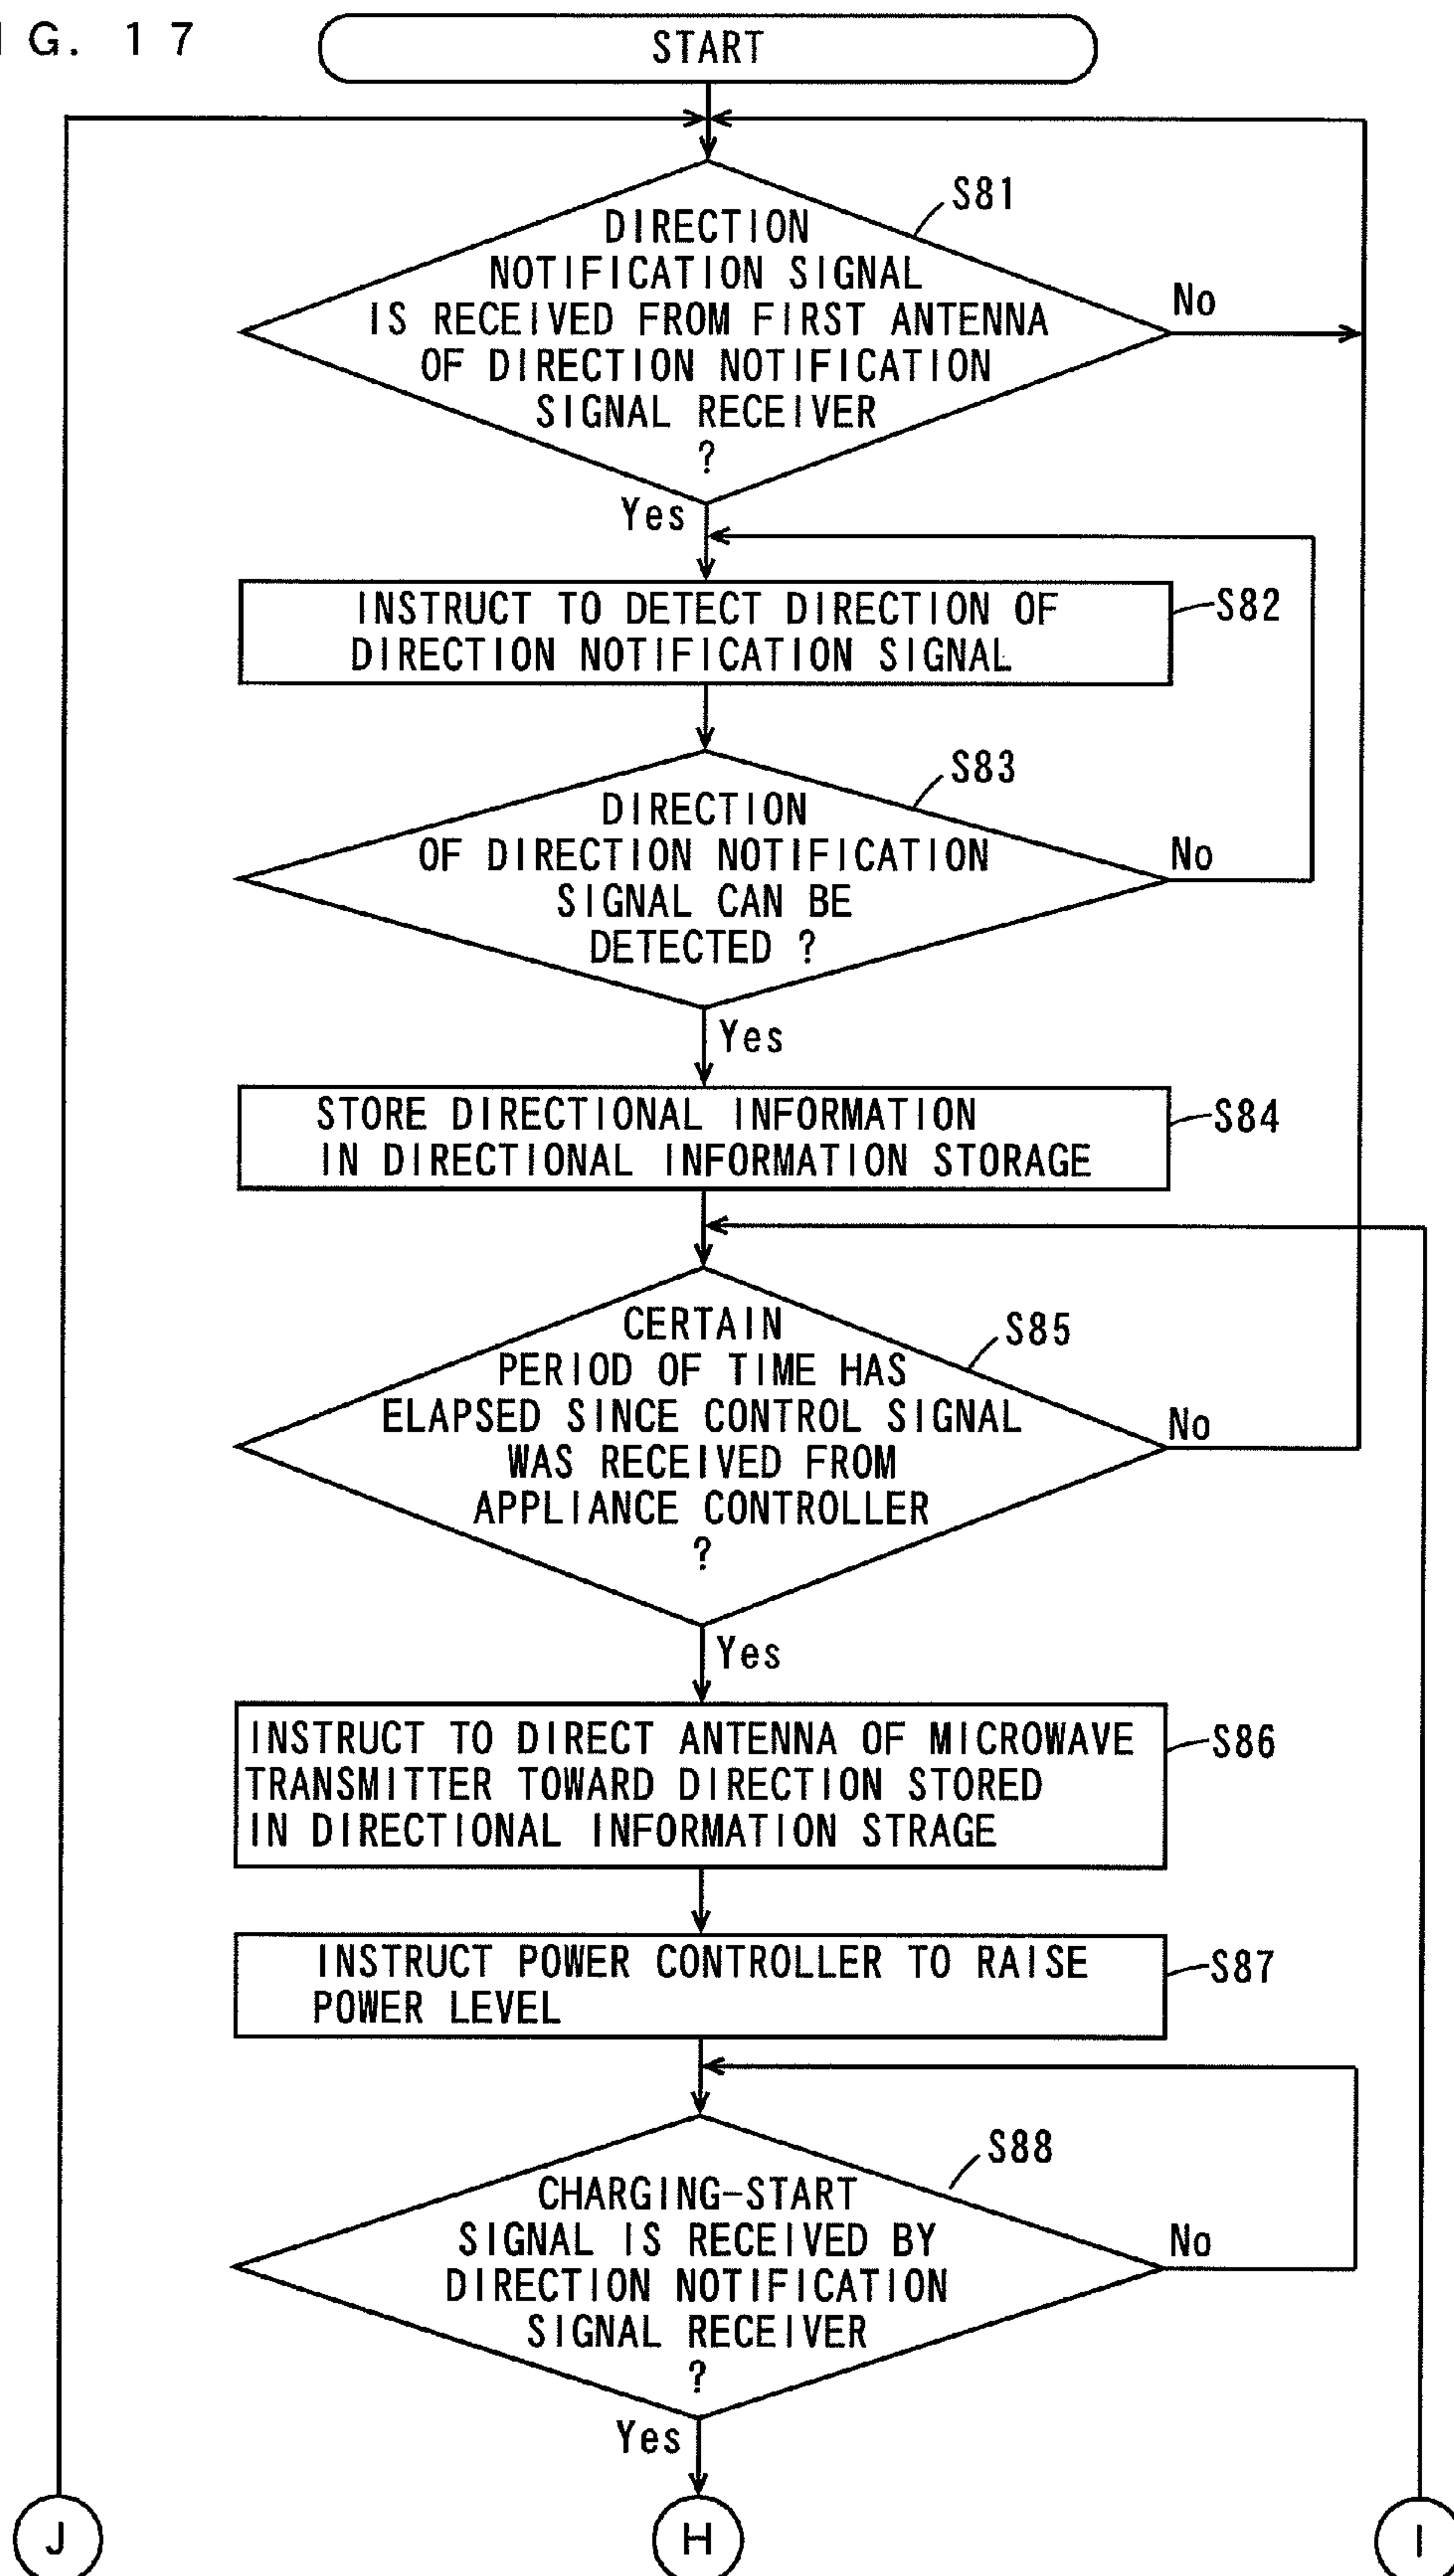 IG. 17
START
S81
DIRECTION
NOTIFICATION SIGNAL
IS RECEIVED FROM FIRST ANTENNA
OF DIRECTION NOTIFICATION
SIGNAL RECEIVER
?
No
Yes
INSTRUCT TO DETECT DIRECTION OF
DIRECTION NOTIFICATION SIGNAL
S82
S83
DIRECTION
OF DIRECTION NOTIFICATION
SIGNAL CAN BE
DETECTED ?
No
Yes
STORE DIRECTIONAL INFORMATION
IN DIRECTIONAL INFORMATION STORAGE
S84
S85
CERTAIN
PERIOD OF TIME HAS
ELAPSED SINCE CONTROL SIGNAL
WAS RECEIVED FROM
APPLIANCE CONTROLLER
?
No
Yes
INSTRUCT TO DIRECT ANTENNA OF MICROWAVE
TRANSMITTER TOWARD DIRECTION STORED
IN DIRECTIONAL INFORMATION STRAGE
S86
INSTRUCT POWER CONTROLLER TO RAISE
POWER LEVEL
S87
S88
CHARGING-START
SIGNAL IS RECEIVED BY
DIRECTION NOTIFICATION
SIGNAL RECEIVER
?
No
Yes
J
H
I